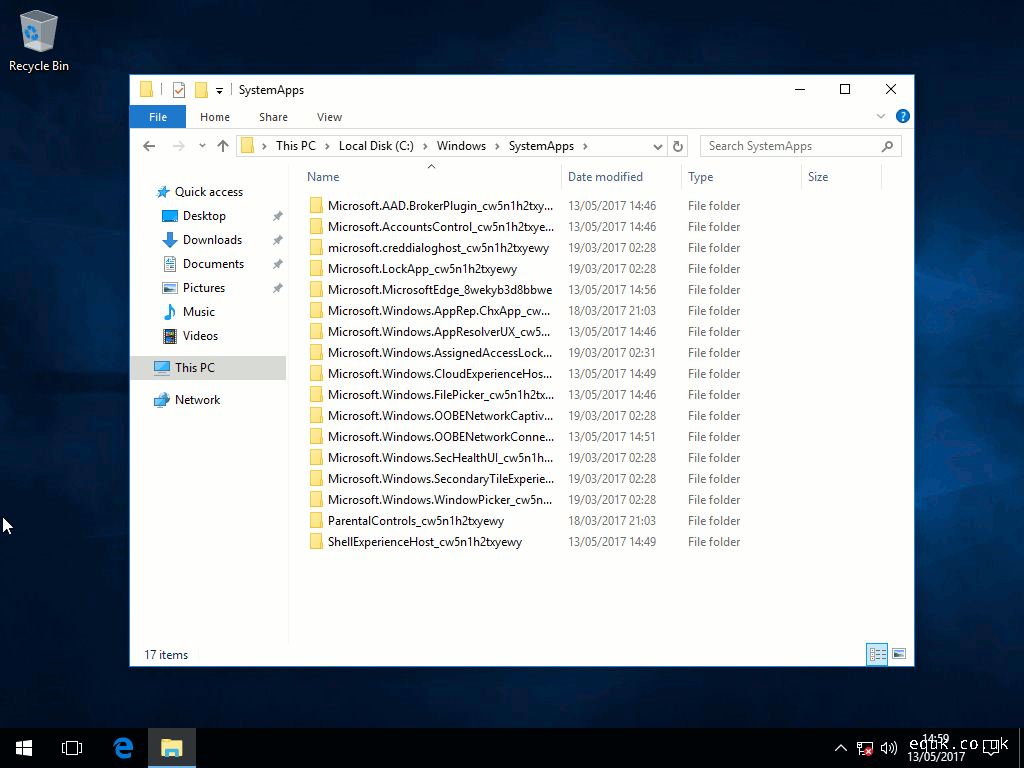 Recycle Bin
SystemApps
File Home Share View
This PC Local Disk (C:) Windows SystemApps
Search SystemApps
Name Date modified Type Size
Quick access
Desktop
Downloads
Documents
Pictures
Music
Videos
This PC
Network
Microsoft.AAD.BrokerPlugin_cw5n1h2txy... 13/05/2017 14:46 File folder
Microsoft.AccountsControl_cw5n1h2txye... 13/05/2017 14:46 File folder
microsoft.creddialoghost_cw5n1h2txyewy 19/03/2017 02:28 File folder
Microsoft.LockApp_cw5n1h2txyewy 19/03/2017 02:28 File folder
Microsoft.MicrosoftEdge_8wekyb3d8bbwe 13/05/2017 14:56 File folder
Microsoft.Windows.AppRep.ChxApp_cw... 18/03/2017 21:03 File folder
Microsoft.Windows.AppResolverUX_cw5... 13/05/2017 14:46 File folder
Microsoft.Windows.AssignedAccessLock... 19/03/2017 02:31 File folder
Microsoft.Windows.CloudExperienceHos... 13/05/2017 14:49 File folder
Microsoft.Windows.FilePicker_cw5n1h2tx... 13/05/2017 14:46 File folder
Microsoft.Windows.OOBENetworkCaptiv... 19/03/2017 02:28 File folder
Microsoft.Windows.OOBENetworkConne... 13/05/2017 14:51 File folder
Microsoft.Windows.SecHealthUI_cw5n1h... 19/03/2017 02:28 File folder
Microsoft.Windows.SecondaryTileExperie... 19/03/2017 02:28 File folder
Microsoft.Windows.WindowPicker_cw5n... 19/03/2017 02:28 File folder
ParentalControls_cw5n1h2txyewy 18/03/2017 21:03 File folder
ShellExperienceHost_cw5n1h2txyewy 13/05/2017 14:49 File folder
17 items
14:59
13/05/2017